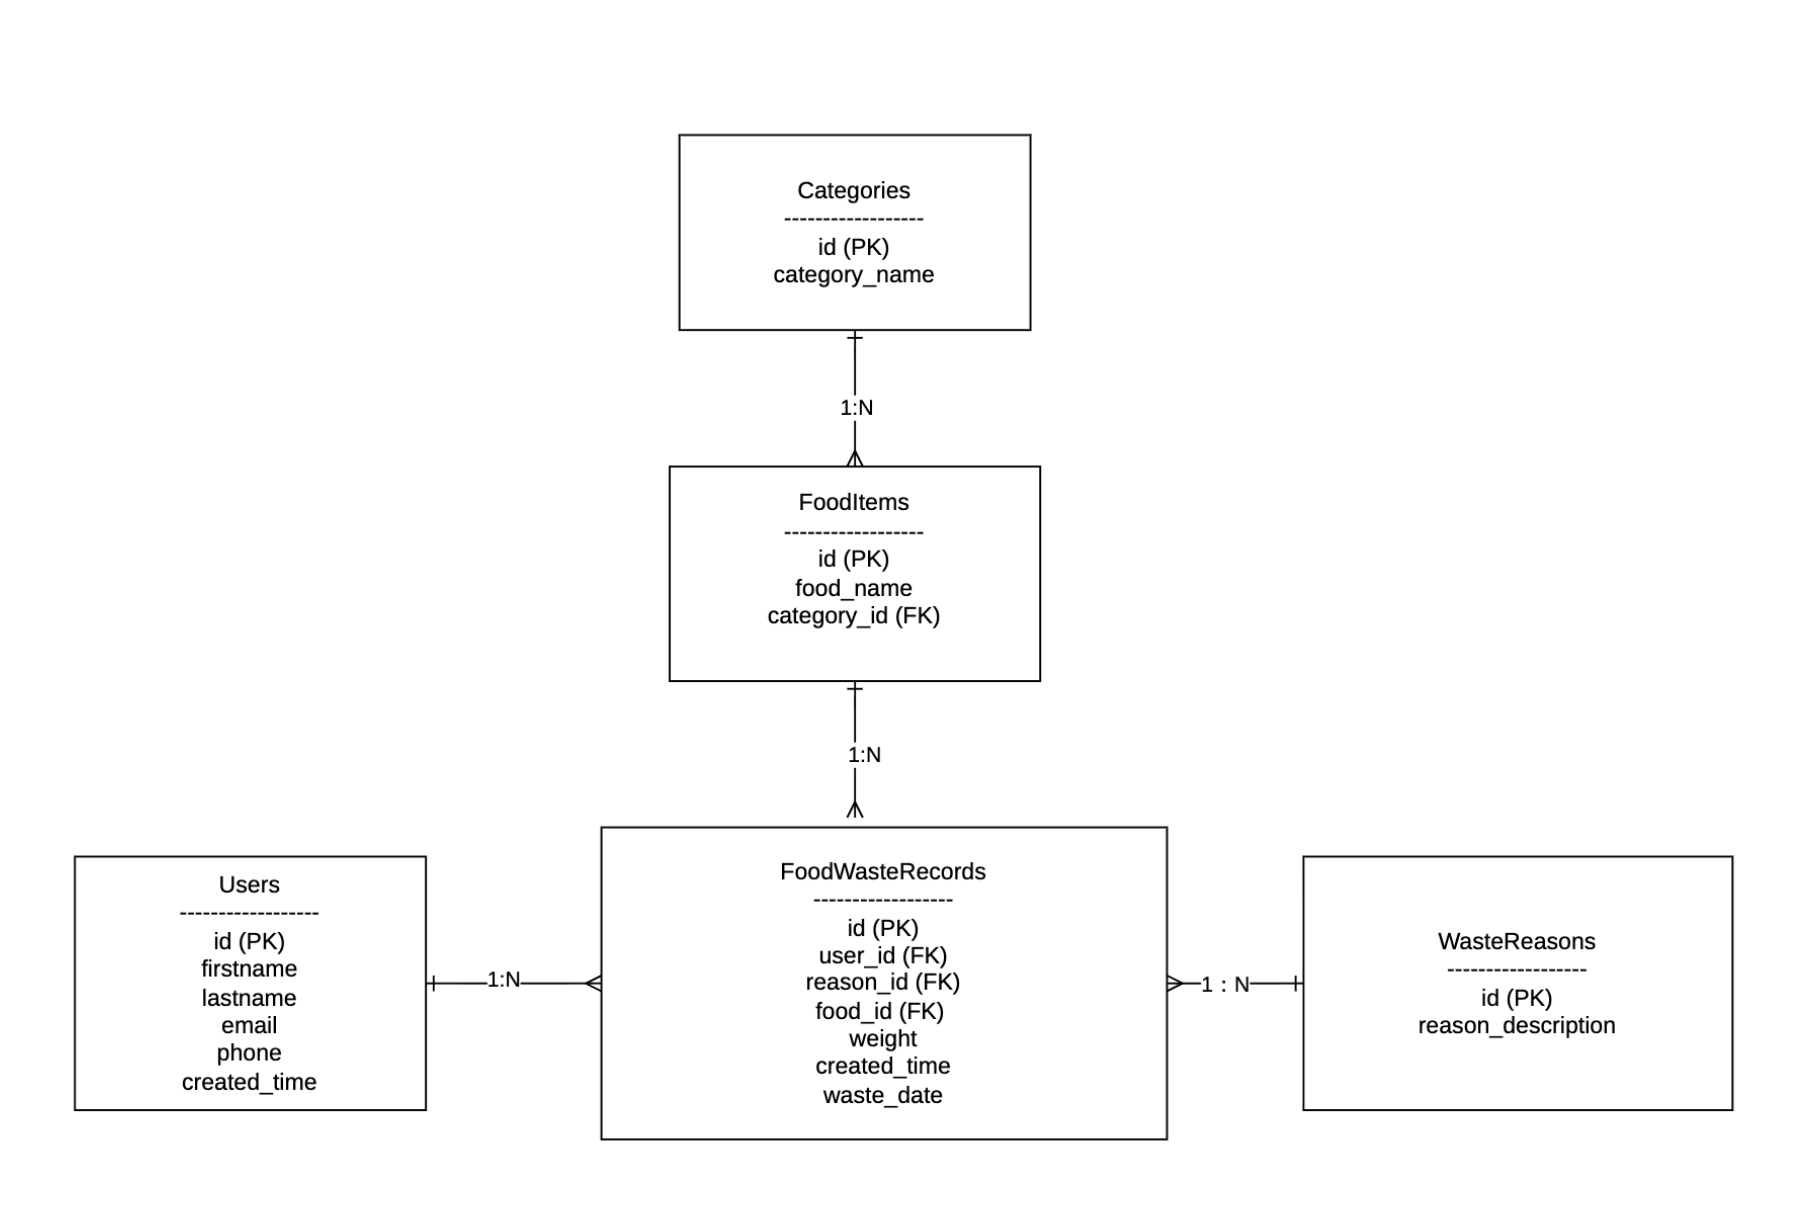 Categories
------------------
id (PK)
category_name
1:N
FoodItems
------------------
id (PK)
food_name
category_id (FK)
1:N
Users
------------------
id (PK)
firstname
lastname
email
phone
created_time
1:N
FoodWasteRecords
------------------
id (PK)
user_id (FK)
reason_id (FK)
food_id (FK)
weight
created_time
waste_date
1：N
WasteReasons
------------------
id (PK)
reason_description